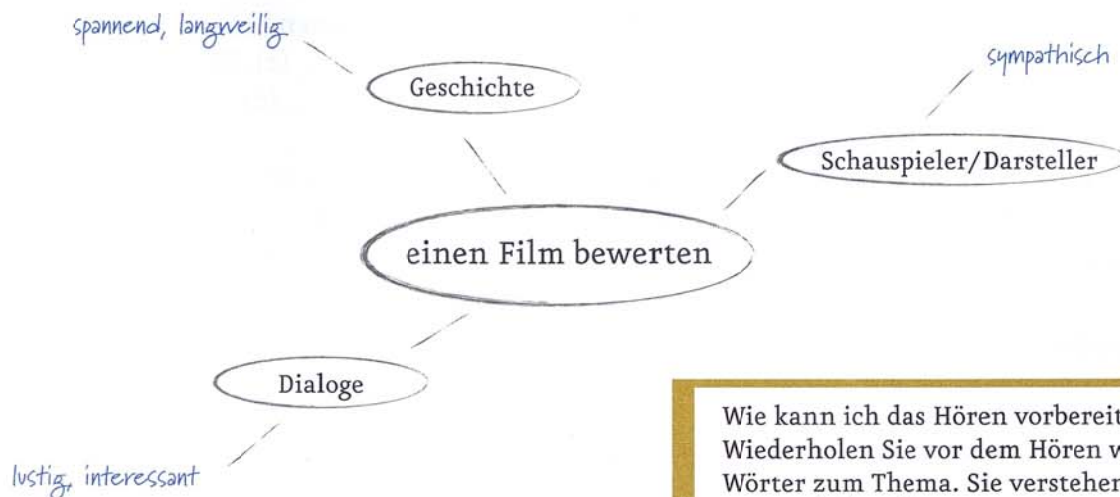 spannend, langweilig
Geschichte
sympathisch
Schauspieler/Darsteller
einen Film bewerten
Dialoge
lustig, interessant
Wie kann ich das Hören vorbereit
Wiederholen Sie vor dem Hören w
Wörter zum Thema. Sie verstehen